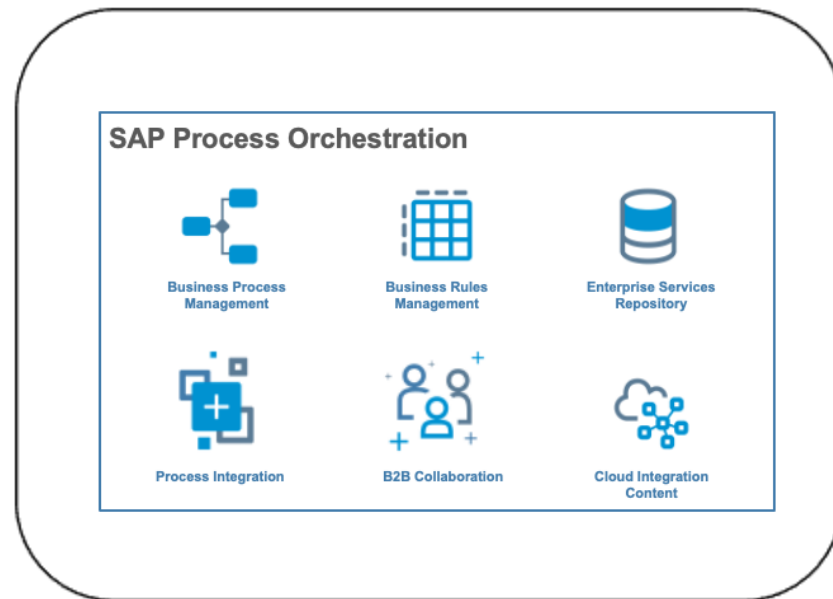 SAP Process Orchestration
Business Process
Management
Business Rules
Management
Enterprise Services
Repository
Process Integration
B2B Collaboration
Cloud Integration
Content